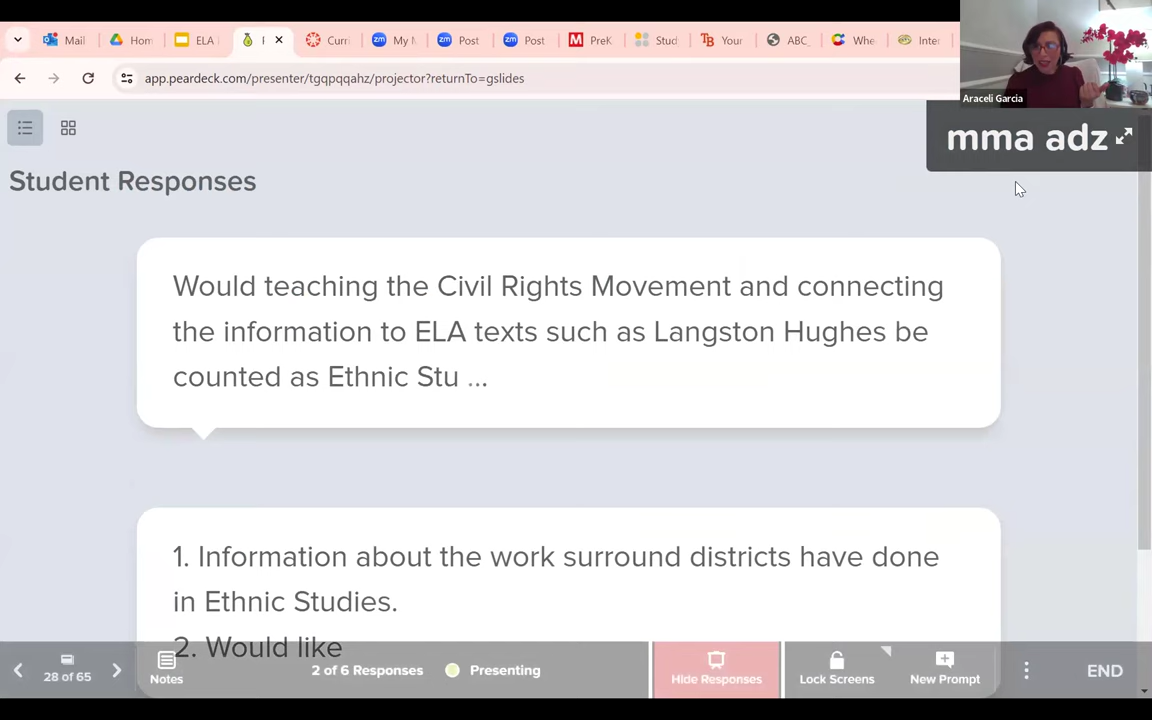 Mail
Hom
ELA
F
Curri
My N
Post
Post
PreK
Stud
Your
ABC_
Whe
Inter
app.peardeck.com/presenter/tgqpqqahz/projector?returnTo=gslides
Araceli Garcia
mma adz
Student Responses
Would teaching the Civil Rights Movement and connecting
the information to ELA texts such as Langston Hughes be
counted as Ethnic Stu ...
1. Information about the work surround districts have done
in Ethnic Studies.
2. Would like
28 of 65
Notes
2 of 6 Responses
Presenting
Hide Responses
Lock Screens
New Prompt
END